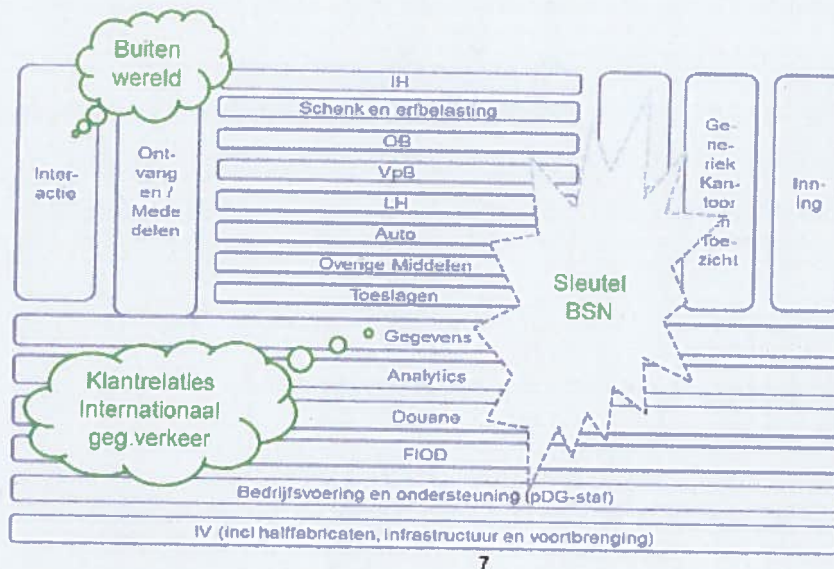 Buiten
wereld
Inter-
actie
Ont-
vang
en /
Mede
delen
IH
Schenk en erfbelasting
OB
VpB
LH
Auto
Overige Middelen
Toeslagen
Ge-
ne-
riek
Kan-
toor
en
Toe-
zicht
Inn-
ing
Sleutel
BSN
Gegevens
Klantrelaties
Internationaal
geg.verkeer
Analytics
Douane
FIOD
Bedrijfsvoering en ondersteuning (pDG-staf)
IV (incl halffabricaten, infrastructuur en voortbrenging)
7